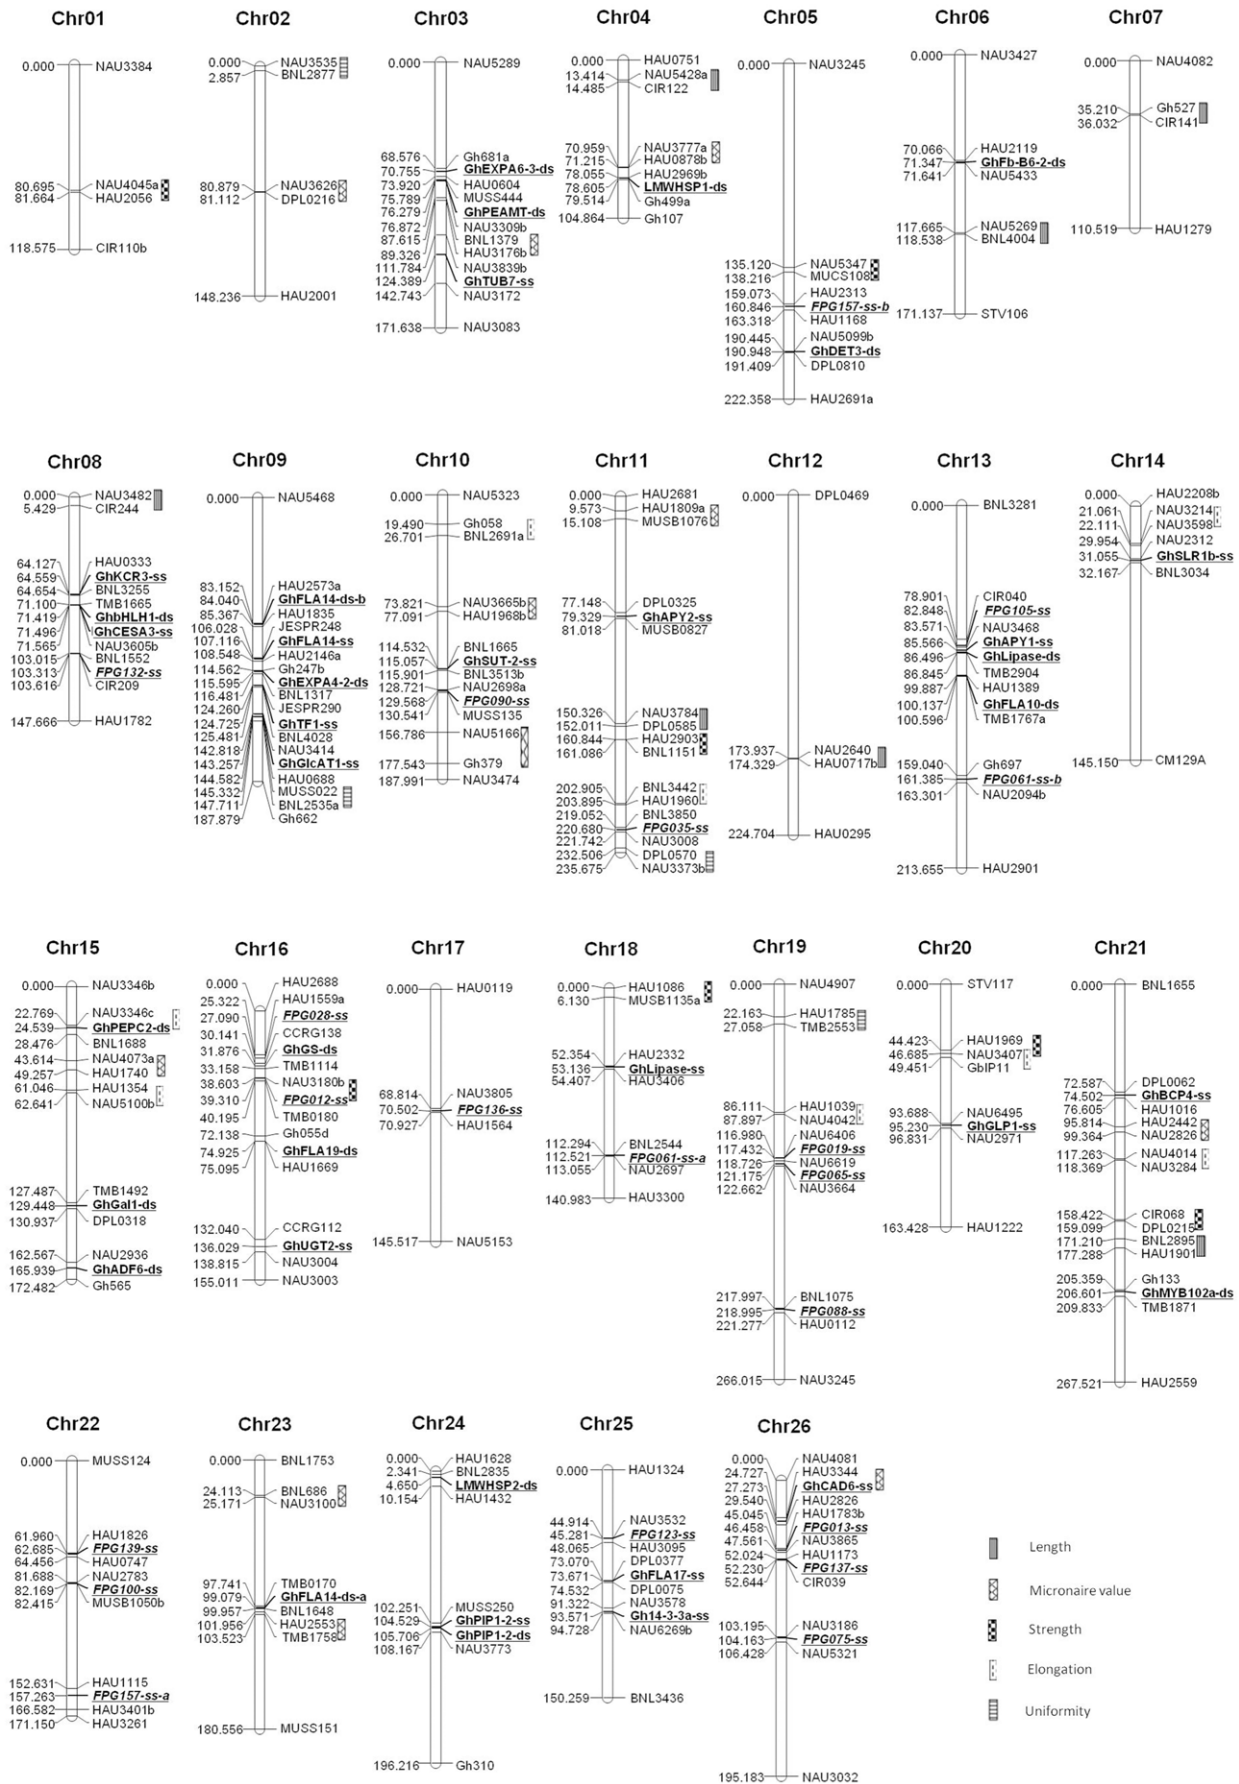 Chr01
0.000 NAU3384
80.695 NAU4045a
81.664 HAU2056
118.575 CIR110b
Chr02
0.000 NAU3535
2.857 BNL2877
80.879 NAU3626
81.112 DPL0216
148.236 HAU2001
Chr03
0.000 NAU5289
68.576 Gh681a
70.755 GhEXPA6-3-ds
73.920 HAU0604
75.789 MUSS444
76.279 GhPEAMT-ds
76.872 NAU3309b
87.615 BNL1379
89.326 HAU3176b
111.784 NAU3839b
124.389 GhTUB7-ss
142.743 NAU3172
171.638 NAU3083
Chr04
0.000 HAU0751
13.414 NAU5428a
14.485 CIR122
70.959 NAU3777a
71.215 HAU0878b
78.055 HAU2969b
78.605 LMWHSP1-ds
79.514 Gh499a
104.864 Gh107
Chr05
0.000 NAU3245
135.120 NAU5347
138.216 MUCS108
159.073 HAU2313
160.846 FPG157-ss-b
163.318 HAU1168
190.445 NAU5099b
190.948 GhDET3-ds
191.409 DPL0810
222.358 HAU2691a
Chr06
0.000 NAU3427
70.066 HAU2119
71.347 GhFb-B6-2-ds
71.641 NAU5433
117.665 NAU5269
118.538 BNL4004
171.137 STV106
Chr07
0.000 NAU4082
35.210 Gh527
36.032 CIR141
110.519 HAU1279
Chr08
0.000 NAU3482
5.429 CIR244
64.127 HAU0333
64.559 GhKCR3-ss
64.654 BNL3255
71.100 TMB1665
71.419 GhbHLH1-ds
71.496 GhCESA3-ss
71.565 NAU3605b
103.015 BNL1552
103.313 FPG132-ss
103.616 CIR209
147.666 HAU1782
Chr09
0.000 NAU5468
83.152 HAU2573a
84.040 GhFLA14-ds-b
85.367 HAU1835
106.028 JESPR248
107.116 GhFLA14-ss
108.548 HAU2146a
114.562 Gh247b
115.595 GhEXPA4-2-ds
116.481 BNL1317
124.260 JESPR290
124.725 GhTF1-ss
125.481 BNL4028
142.818 NAU3414
143.257 GhGlcAT1-ss
144.582 HAU0688
145.332 MUSS022
147.711 BNL2535a
187.879 Gh662
Chr10
0.000 NAU5323
19.490 Gh058
26.701 BNL2691a
73.821 NAU3665b
77.091 HAU1968b
114.532 BNL1665
115.057 GhSUT-2-ss
115.901 BNL3513b
128.721 NAU2698a
129.568 FPG090-ss
130.541 MUSS135
156.786 NAU5166
177.543 Gh379
187.991 NAU3474
Chr11
0.000 HAU2681
9.573 HAU1809a
15.108 MUSB1076
77.148 DPL0325
79.329 GhAPY2-ss
81.018 MUSB0827
150.326 NAU3784
152.011 DPL0585
160.844 HAU2903
161.086 BNL1151
202.905 BNL3442
203.895 HAU1960
219.052 BNL3850
220.680 FPG035-ss
221.742 NAU3008
232.506 DPL0570
235.675 NAU3373b
Chr12
0.000 DPL0469
173.937 NAU2640
174.329 HAU0717b
224.704 HAU0295
Chr13
0.000 BNL3281
78.901 CIR040
82.848 FPG105-ss
83.571 NAU3468
85.566 GhAPY1-ss
86.496 GhLipase-ds
86.845 TMB2904
99.887 HAU1389
100.137 GhFLA10-ds
100.596 TMB1767a
159.040 Gh697
161.385 FPG061-ss-b
163.301 NAU2094b
213.655 HAU2901
Chr14
0.000 HAU2208b
21.061 NAU3214
22.111 NAU3598
29.954 NAU2312
31.055 GhSLR1b-ss
32.167 BNL3034
145.150 CM129A
Chr15
0.000 NAU3346b
22.769 NAU3346c
24.539 GhPEPC2-ds
28.476 BNL1688
43.614 NAU4073a
49.257 HAU1740
61.046 HAU1354
62.641 NAU5100b
127.487 TMB1492
129.448 GhGal1-ds
130.937 DPL0318
162.567 NAU2936
165.939 GhADF6-ds
172.482 Gh565
Chr16
0.000 HAU2688
25.322 HAU1559a
27.090 FPG028-ss
30.141 CCRG138
31.876 GhGS-ds
33.158 TMB1114
38.603 NAU3180b
39.310 FPG012-ss
40.195 TMB0180
72.138 Gh055d
74.925 GhFLA19-ds
75.095 HAU1669
132.040 CCRG112
136.029 GhUGT2-ss
138.815 NAU3004
155.011 NAU3003
Chr17
0.000 HAU0119
68.814 NAU3805
70.502 FPG136-ss
70.927 HAU1564
145.517 NAU5153
Chr18
0.000 HAU1086
6.130 MUSB1135a
52.354 HAU2332
53.136 GhLipase-ss
54.407 HAU3406
112.294 BNL2544
112.521 FPG061-ss-a
113.055 NAU2697
140.983 HAU3300
Chr19
0.000 NAU4907
22.163 HAU1785
27.058 TMB2553
86.111 HAU1039
87.897 NAU4042
116.980 NAU6406
117.432 FPG019-ss
118.726 NAU6619
121.175 FPG065-ss
122.662 NAU3664
217.997 BNL1075
218.995 FPG088-ss
221.277 HAU0112
266.015 NAU3245
Chr20
0.000 STV117
44.423 HAU1969
46.685 NAU3407
49.451 GbIP11
93.688 NAU6495
95.230 GhGLP1-ss
96.831 NAU2971
163.428 HAU1222
Chr21
0.000 BNL1655
72.587 DPL0062
74.502 GhBCP4-ss
76.605 HAU1016
95.814 HAU2442
99.364 NAU2826
117.263 NAU4014
118.369 NAU3284
158.422 CIR068
159.099 DPL0215
171.210 BNL2895
177.288 HAU1901
205.359 Gh133
206.601 GhMYB102a-ds
209.833 TMB1871
267.521 HAU2559
Chr22
0.000 MUSS124
61.960 HAU1826
62.685 FPG139-ss
64.456 HAU0747
81.688 NAU2783
82.169 FPG100-ss
82.415 MUSB1050b
152.631 HAU1115
157.263 FPG157-ss-a
166.582 HAU3401b
171.150 HAU3261
Chr23
0.000 BNL1753
24.113 BNL686
25.171 NAU3100
97.741 TMB0170
99.079 GhFLA14-ds-a
99.957 BNL1648
101.956 HAU2553
103.523 TMB1758
180.556 MUSS151
Chr24
0.000 HAU1628
2.341 BNL2835
4.650 LMWHSP2-ds
10.154 HAU1432
102.251 MUSS250
104.529 GhPIP1-2-ss
105.706 GhPIP1-2-ds
108.167 NAU3773
196.216 Gh310
Chr25
0.000 HAU1324
44.914 NAU3532
45.281 FPG123-ss
48.065 HAU3095
73.070 DPL0377
73.671 GhFLA17-ss
74.532 DPL0075
91.322 NAU3578
93.571 Gh14-3-3a-ss
94.728 NAU6269b
150.259 BNL3436
Chr26
0.000 NAU4081
24.727 HAU3344
27.273 GhCAD6-ss
29.540 HAU2826
45.045 HAU1783b
46.458 FPG013-ss
47.561 NAU3865
52.024 HAU1173
52.230 FPG137-ss
52.644 CIR039
103.195 NAU3186
104.163 FPG075-ss
106.428 NAU5321
195.183 NAU3032
Length
Micronaire value
Strength
Elongation
Uniformity